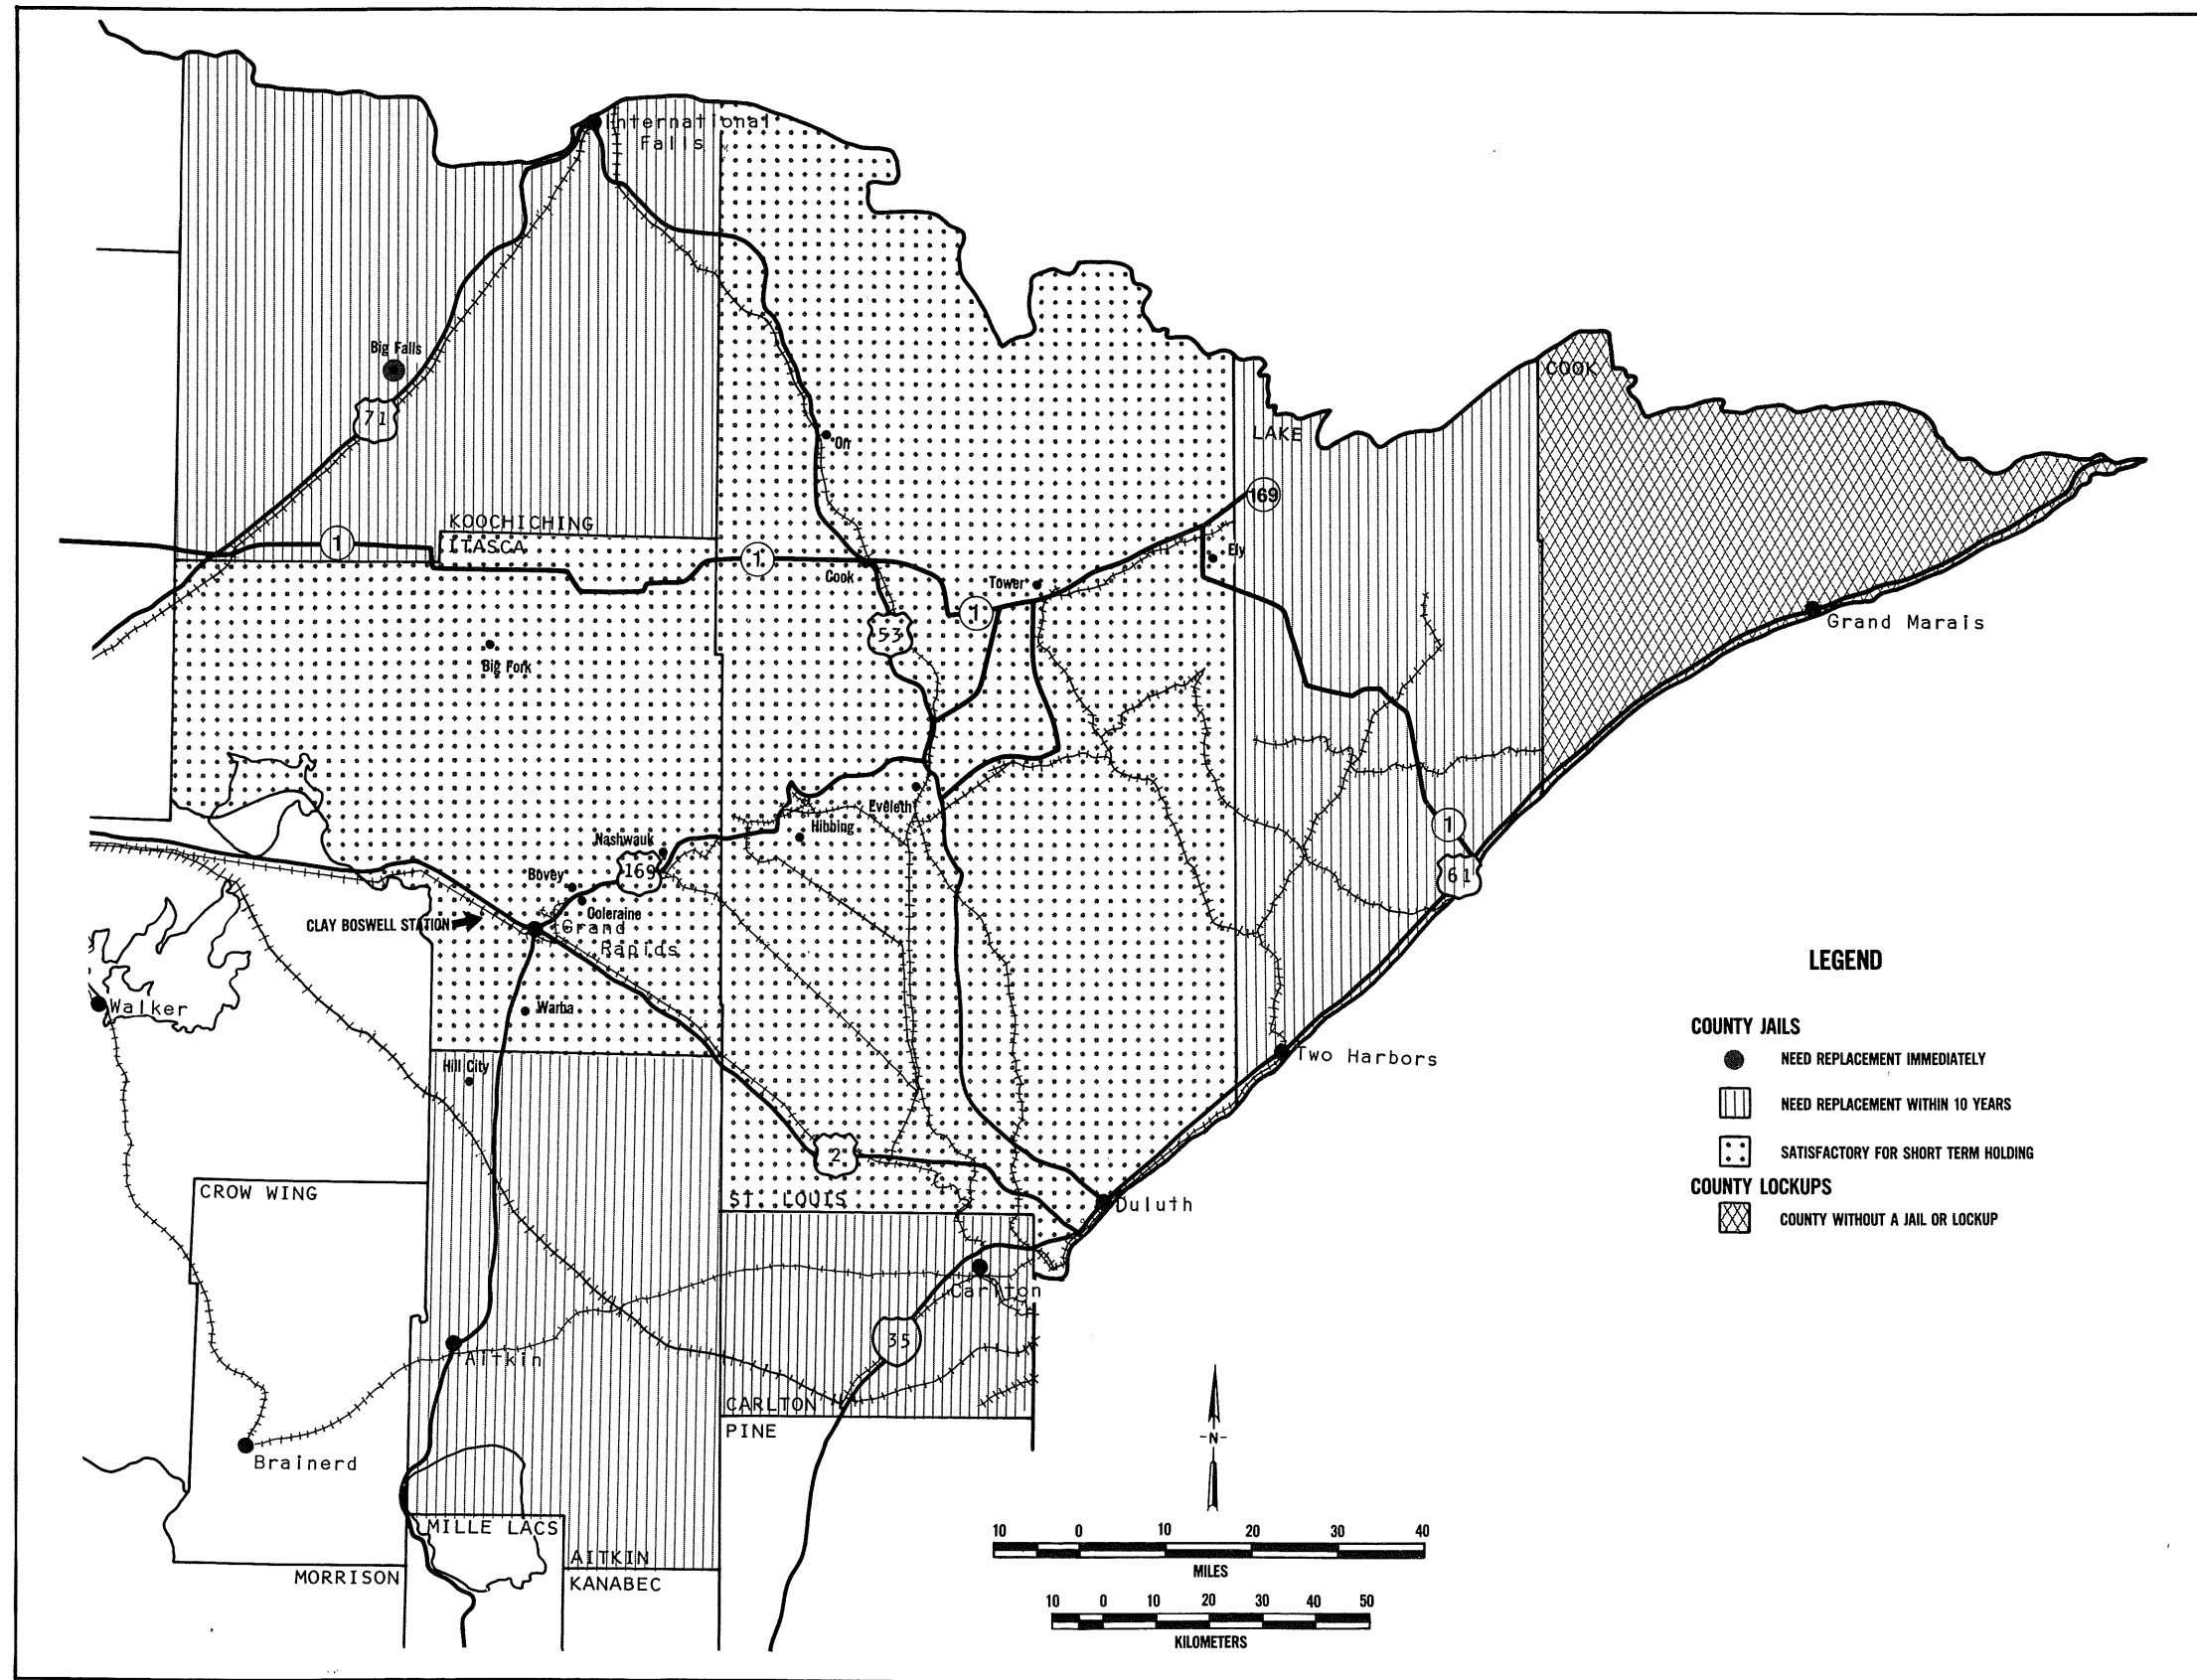 International
Falls
Big Falls
71
Orr
COOK
LAKE
169
KOOCHICHING
ITASCA
1
1
Cook
Tower
Ely
1
53
Grand Marais
Big Fork
Eveleth
Hibbing
Nashwauk
169
Bovey
Coleraine
CLAY BOSWELL STATION
Grand
Rapids
1
61
Walker
Warba
Hill City
Two Harbors
2
CROW WING
ST. LOUIS
Duluth
Carlton
35
Aitkin
CARLTON
PINE
Brainerd
MILLE LACS
AITKIN
MORRISON
KANABEC
LEGEND
COUNTY JAILS
NEED REPLACEMENT IMMEDIATELY
NEED REPLACEMENT WITHIN 10 YEARS
SATISFACTORY FOR SHORT TERM HOLDING
COUNTY LOCKUPS
COUNTY WITHOUT A JAIL OR LOCKUP
-N-
10 0 10 20 30 40
MILES
10 0 10 20 30 40 50
KILOMETERS